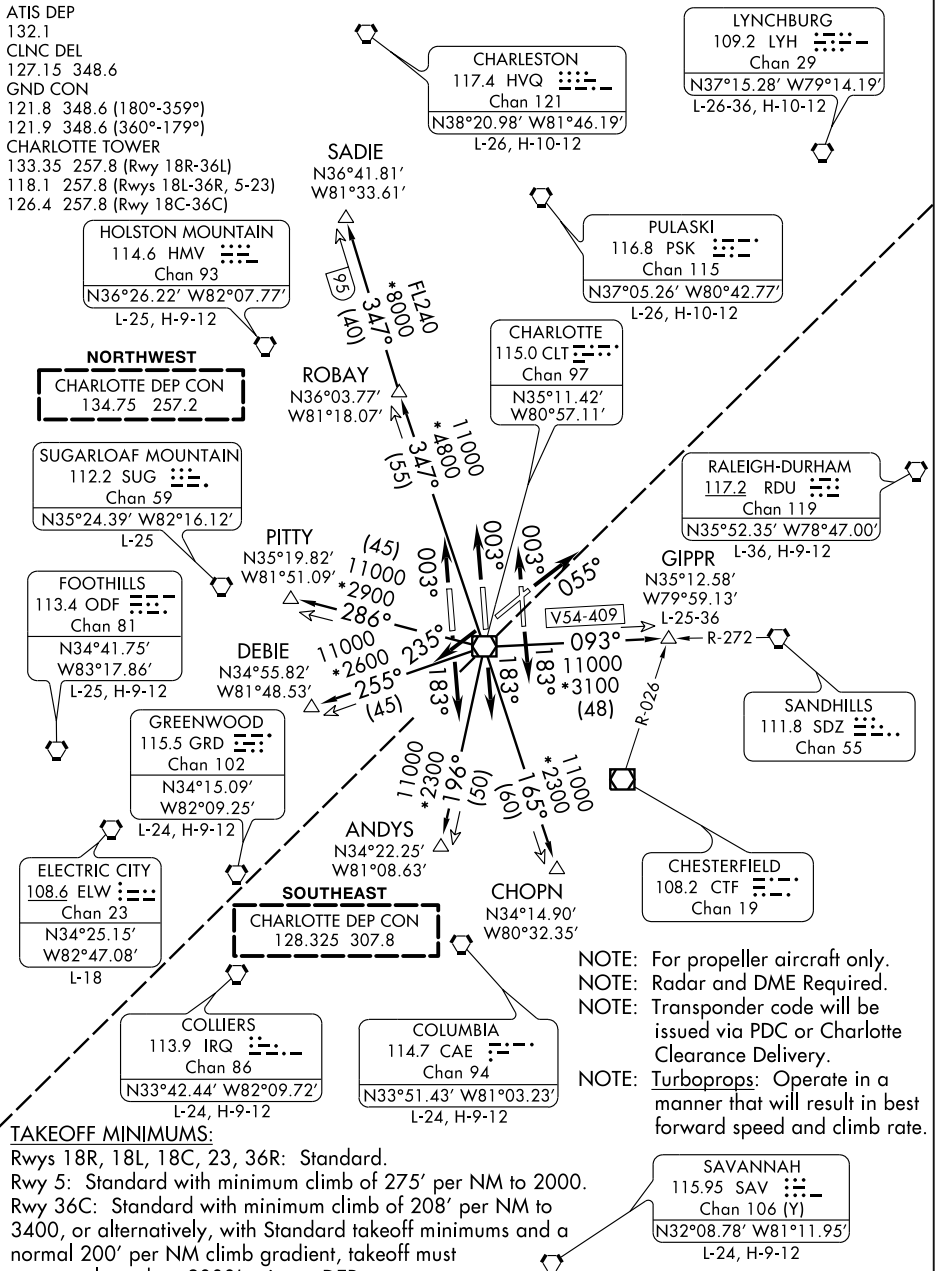 ATIS DEP
132.1
CLNC DEL
127.15 348.6
GND CON
121.8 348.6 (180°-359°)
121.9 348.6 (360°-179°)
CHARLOTTE TOWER
133.35 257.8 (Rwy 18R-36L)
118.1 257.8 (Rwys 18L-36R, 5-23)
126.4 257.8 (Rwy 18C-36C)
CHARLESTON
117.4 HVQ
Chan 121
N38°20.98' W81°46.19'
L-26, H-10-12
LYNCHBURG
109.2 LYH
Chan 29
N37°15.28' W79°14.19'
L-26-36, H-10-12
SADIE
N36°41.81'
W81°33.61'
HOLSTON MOUNTAIN
114.6 HMV
Chan 93
N36°26.22' W82°07.77'
L-25, H-9-12
PULASKI
116.8 PSK
Chan 115
N37°05.26' W80°42.77'
L-26, H-10-12
95
FL240
*8000
347°
(40)
NORTHWEST
CHARLOTTE DEP CON
134.75 257.2
ROBAY
N36°03.77'
W81°18.07'
CHARLOTTE
115.0 CLT
Chan 97
N35°11.42'
W80°57.11'
11000
*4800
347°
(55)
SUGARLOAF MOUNTAIN
112.2 SUG
Chan 59
N35°24.39' W82°16.12'
L-25
RALEIGH-DURHAM
117.2 RDU
Chan 119
N35°52.35' W78°47.00'
L-36, H-9-12
PITTY
N35°19.82'
W81°51.09'
(45)
11000
*2900
286°
003°
003°
003°
055°
GIPPR
N35°12.58'
W79°59.13'
L-25-36
FOOTHILLS
113.4 ODF
Chan 81
N34°41.75'
W83°17.86'
L-25, H-9-12
V54-409
093°
11000
*3100
(48)
R-272
R-026
DEBIE
N34°55.82'
W81°48.53'
11000
*2600
255°
(45)
235°
183°
183°
183°
SANDHILLS
111.8 SDZ
Chan 55
GREENWOOD
115.5 GRD
Chan 102
N34°15.09'
W82°09.25'
L-24, H-9-12
11000
*2300
196°
(50)
11000
*2300
165°
(60)
ANDYS
N34°22.25'
W81°08.63'
CHOPN
N34°14.90'
W80°32.35'
ELECTRIC CITY
108.6 ELW
Chan 23
N34°25.15'
W82°47.08'
L-18
SOUTHEAST
CHARLOTTE DEP CON
128.325 307.8
CHESTERFIELD
108.2 CTF
Chan 19
COLLIERS
113.9 IRQ
Chan 86
N33°42.44' W82°09.72'
L-24, H-9-12
COLUMBIA
114.7 CAE
Chan 94
N33°51.43' W81°03.23'
L-24, H-9-12
NOTE: For propeller aircraft only.
NOTE: Radar and DME Required.
NOTE: Transponder code will be
issued via PDC or Charlotte
Clearance Delivery.
NOTE: Turboprops: Operate in a
manner that will result in best
forward speed and climb rate.
TAKEOFF MINIMUMS:
Rwys 18R, 18L, 18C, 23, 36R: Standard.
Rwy 5: Standard with minimum climb of 275' per NM to 2000.
Rwy 36C: Standard with minimum climb of 208' per NM to
3400, or alternatively, with Standard takeoff minimums and a
normal 200' per NM climb gradient, takeoff must
SAVANNAH
115.95 SAV
Chan 106 (Y)
N32°08.78' W81°11.95'
L-24, H-9-12